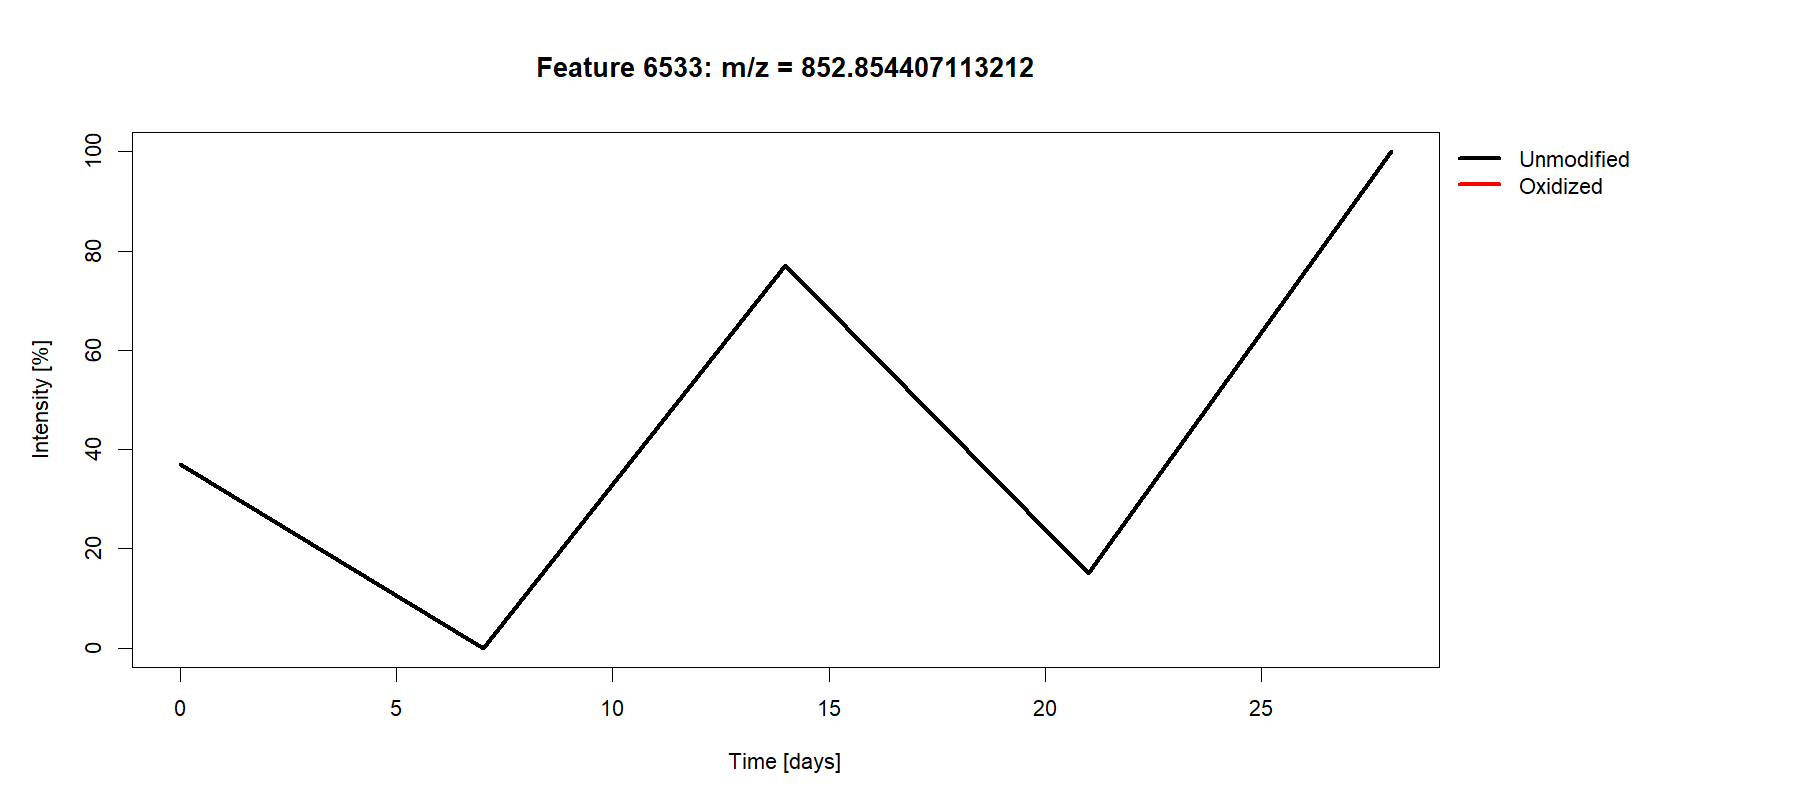 Feature 6533: m/z = 852.854407113212
Unmodified
Oxidized
Intensity [%]
100
80
60
40
20
0
0 5 10 15 20 25
Time [days]